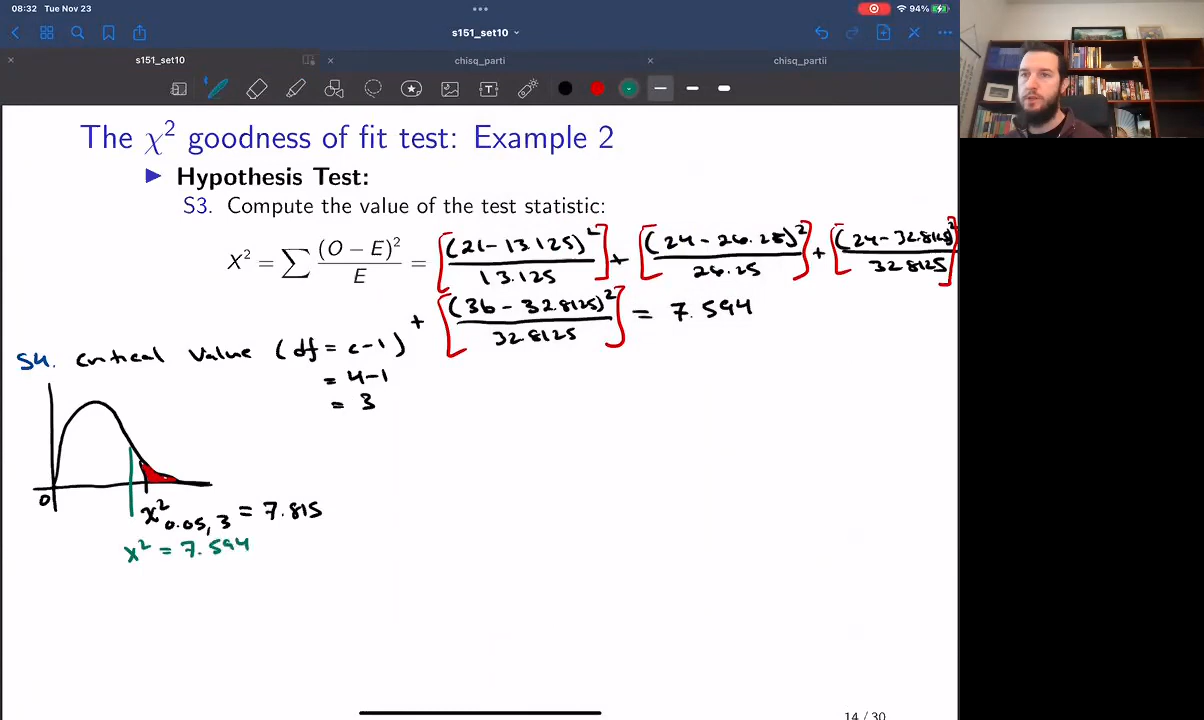 08:32 Tue Nov 23
94%
s151_set10
s151_set10
chisq_parti
chisq_partii
The χ² goodness of fit test: Example 2
Hypothesis Test:
S3. Compute the value of the test statistic:
X² = ∑ (O − E)² / E = [(21 − 13.125)² / 13.125] + [(24 − 26.25)² / 26.25] + [(24 − 32.8125)² / 32.8125]
+ [(36 − 32.8125)² / 32.8125] = 7.594
S4. Critical Value (df = c − 1)
= 4 − 1
= 3
0
χ²0.05, 3 = 7.815
x² = 7.594
14 / 30